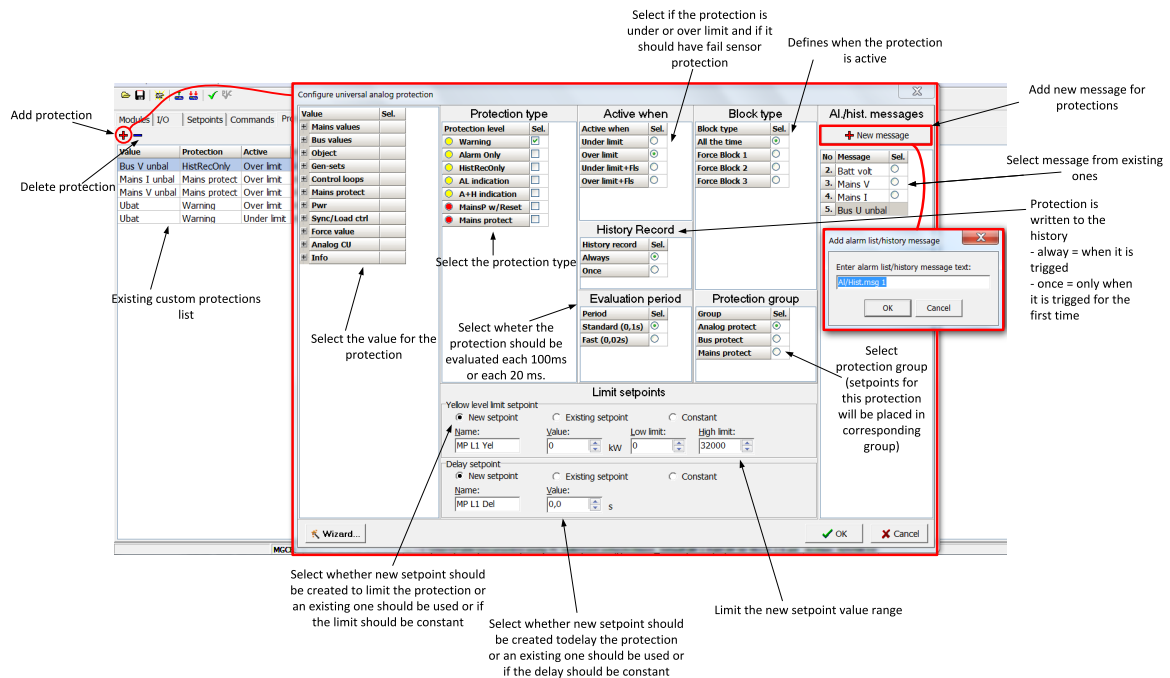 Select if the protection is
under or over limit and if it
should have fail sensor
protection
Defines when the protection
is active
Add protection
Delete protection
Existing custom protections
list
Modules I/O Setpoints Commands
Value Protection Active
Bus V unbal HistRecOnly Over limit
Mains I unbal Mains protect Over limit
Mains V unbal Mains protect Over limit
Ubat Warning Over limit
Ubat Warning Under limit
Configure universal analog protection
Value Sel.
Mains values
Bus values
Object
Gen-sets
Control loops
Mains protect
Pwr
Sync/Load ctrl
Force value
Analog CU
Info
Select the value for the
protection
Protection type
Protection level Sel.
Warning
Alarm Only
HistRecOnly
AL indication
A+H indication
MainsP w/Reset
Mains protect
Select the protection type
Select wheter the
protection should be
evaluated each 100ms
or each 20 ms.
Active when
Active when Sel.
Under limit
Over limit
Under limit+Fls
Over limit+Fls
History Record
History record Sel.
Always
Once
Evaluation period
Period Sel.
Standard (0,1s)
Fast (0,02s)
Block type
Block type Sel.
All the time
Force Block 1
Force Block 2
Force Block 3
Protection group
Group Sel.
Analog protect
Bus protect
Mains protect
Al./hist. messages
New message
No Message Sel.
2. Batt volt
3. Mains V
4. Mains I
5. Bus U unbal
Add alarm list/history message
Enter alarm list/history message text:
Al/Hist.msg 1
OK Cancel
Add new message for
protections
Select message from existing
ones
Protection is
written to the
history
- alway = when it is
trigged
- once = only when
it is trigged for the
first time
Select
protection group
(setpoints for
this protection
will be placed in
corresponding
group)
Limit setpoints
Yellow level limit setpoint
New setpoint Existing setpoint Constant
Name: Value: Low limit: High limit:
MP L1 Yel 0 kW 0 32000
Delay setpoint
New setpoint Existing setpoint Constant
Name: Value:
MP L1 Del 0,0 s
Wizard... OK Cancel
Select whether new setpoint should
be created to limit the protection or
an existing one should be used or if
the limit should be constant
Select whether new setpoint should
be created todelay the protection
or an existing one should be used or
if the delay should be constant
Limit the new setpoint value range